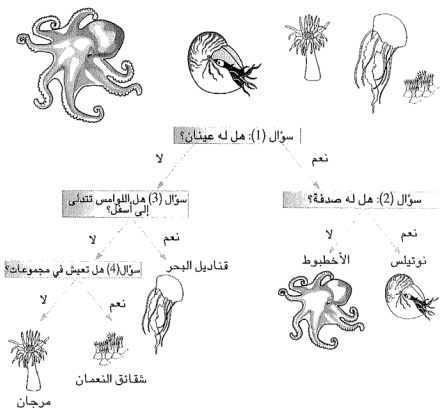 سؤال (1): هل له عينان؟
نعم
لا
سؤال (2): هل له صدفة؟
سؤال (3) هل اللوامس تتدلى
إلى أسفل؟
نعم
لا
نعم
لا
نوتيلس
الأخطبوط
قناديل البحر
سؤال(4) هل تعيش في مجموعات؟
نعم
لا
شقائق النعمان
مرجان